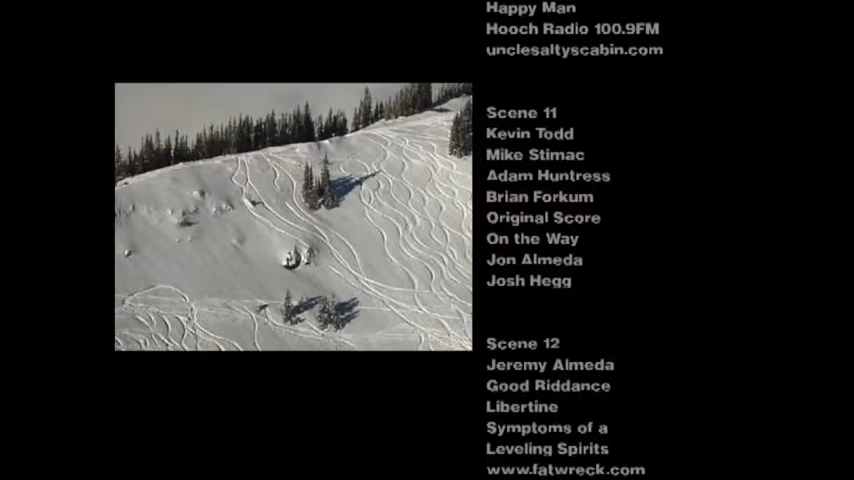 Happy Man
Hooch Radio 100.9FM
unclesaltyscabin.com
Scene 11
Kevin Todd
Mike Stimac
Adam Huntress
Brian Forkum
Original Score
On the Way
Jon Almeda
Josh Hegg
Scene 12
Jeremy Almeda
Good Riddance
Libertine
Symptoms of a
Leveling Spirits
www.fatwreck.com